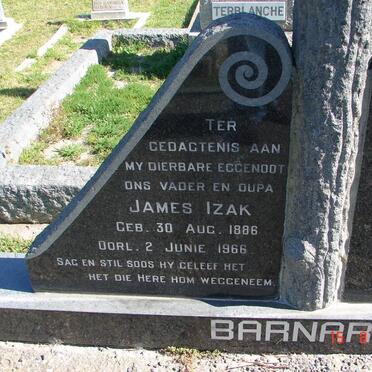 TERBLANCHE
TER
GEDAGTENIS AAN
MY DIERBARE EGGENOOT
ONS VADER EN OUPA
JAMES IZAK
GEB. 30 AUG. 1886
OORL. 2 JUNIE 1966
SAG EN STIL SOOS HY GELEEF HET
HET DIE HERE HOM WEGGENEEM.
BARNAR